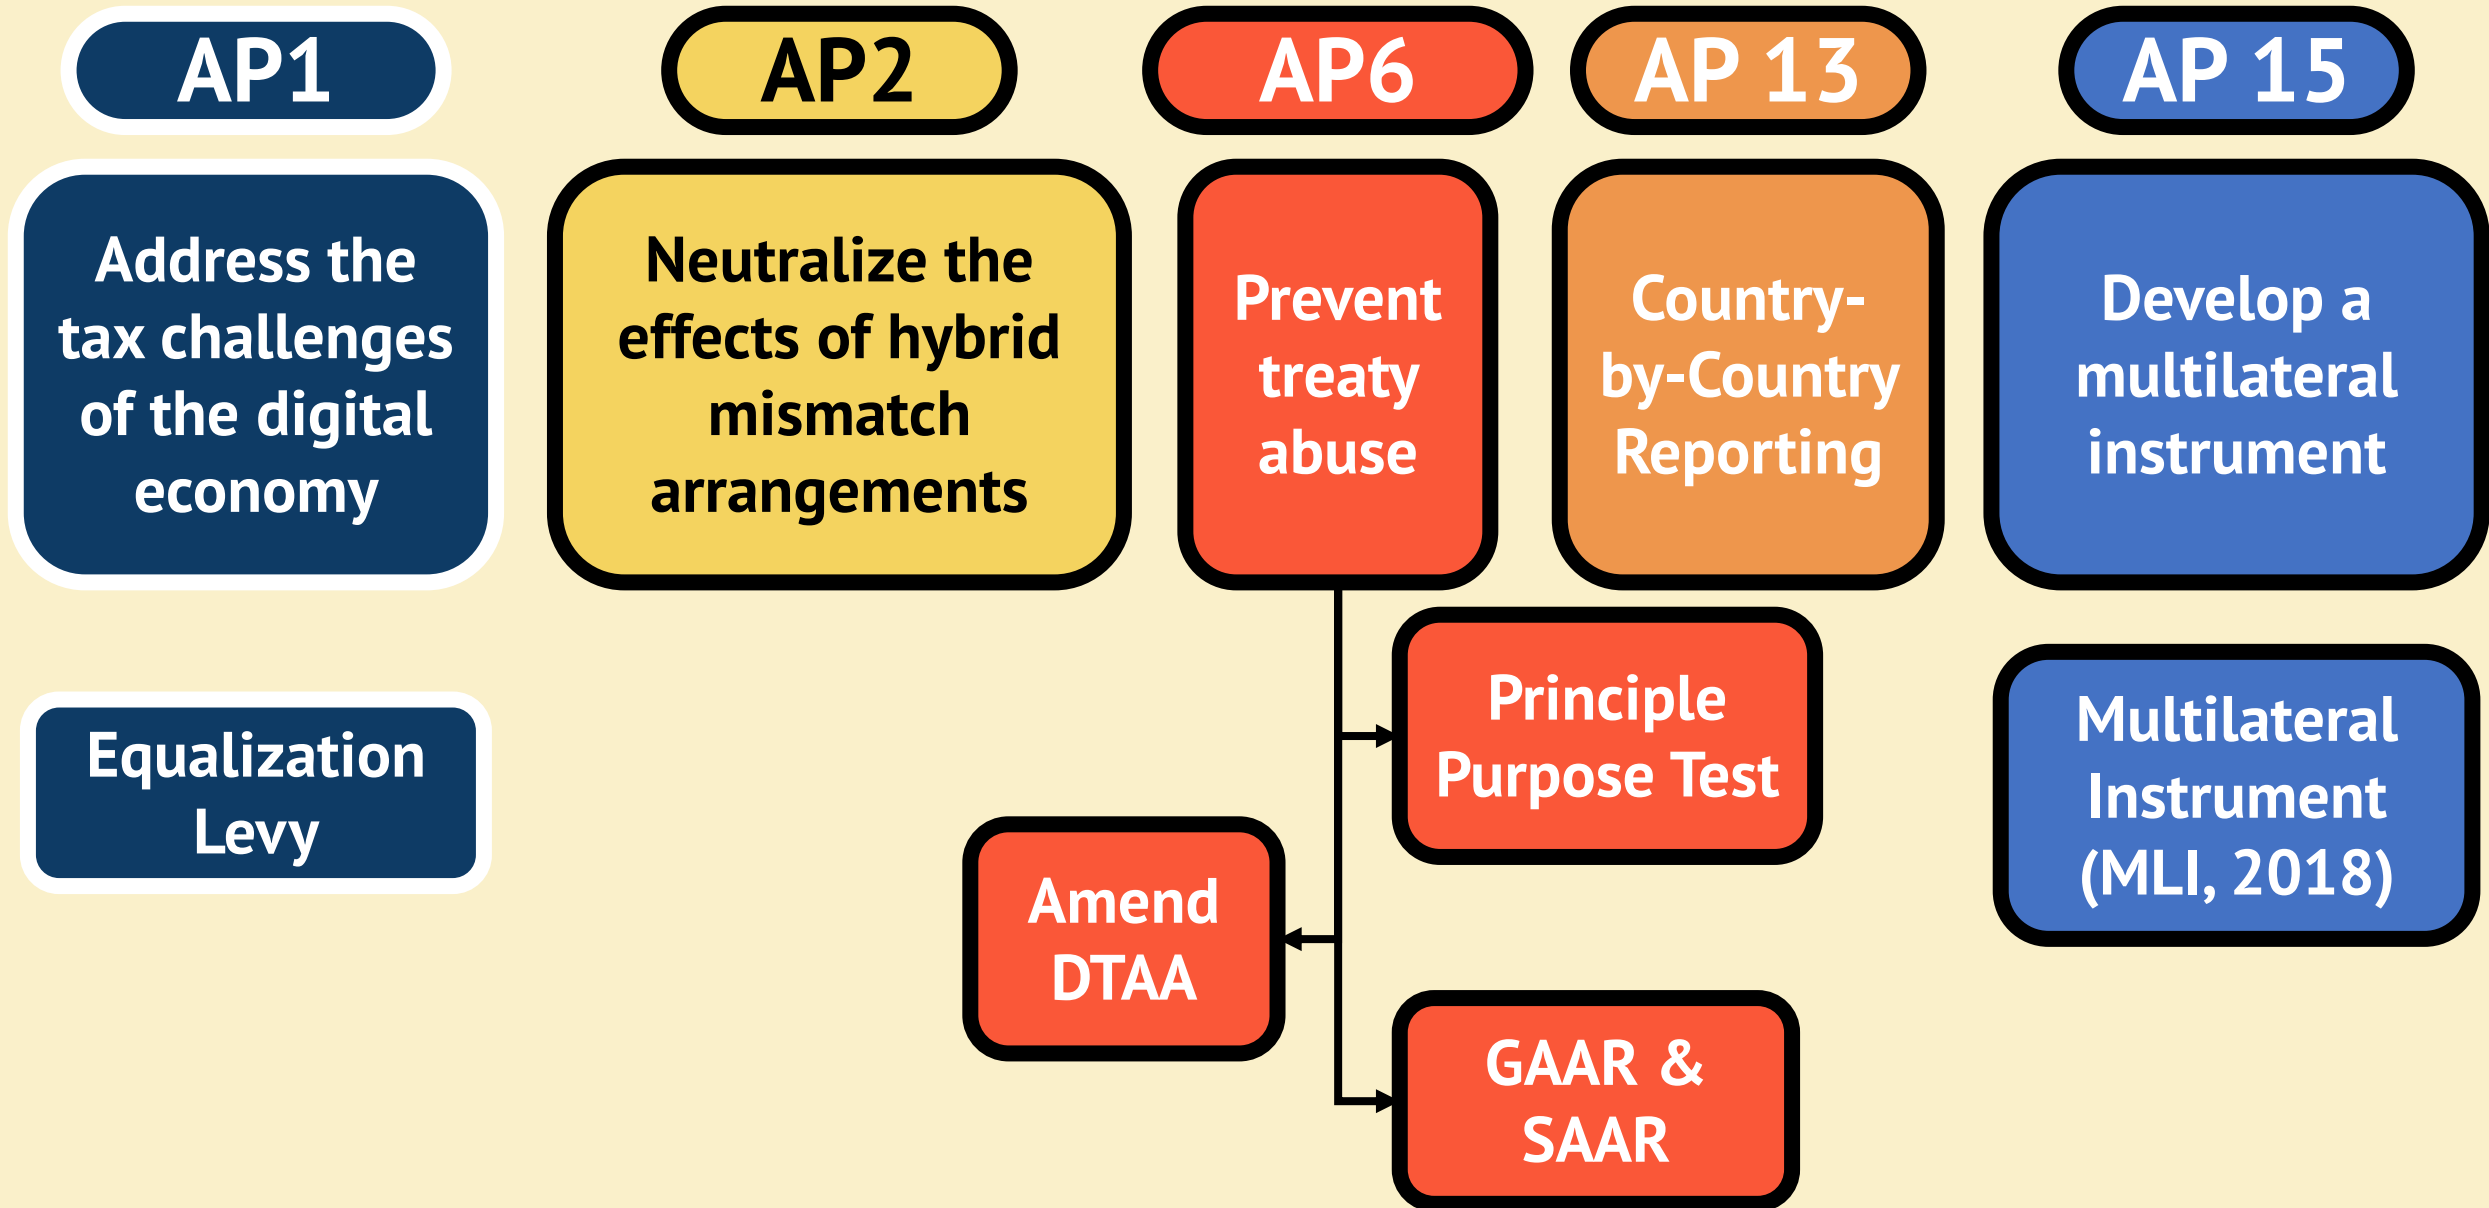 AP1
AP2
AP6
AP 13
AP 15
Address the
tax challenges
of the digital
economy
Neutralize the
effects of hybrid
mismatch
arrangements
Prevent
treaty
abuse
Country-
by-Country
Reporting
Develop a
multilateral
instrument
Equalization
Levy
Principle
Purpose Test
Amend
DTAA
GAAR &
SAAR
Multilateral
Instrument
(MLI, 2018)